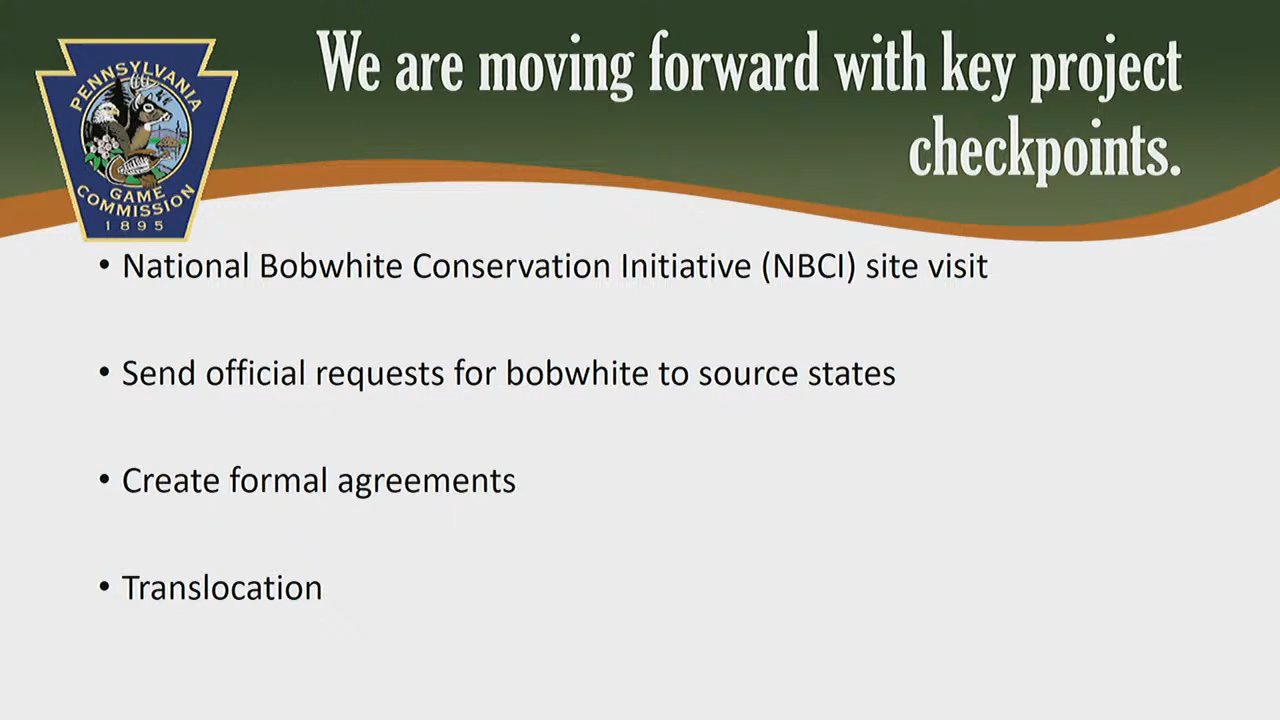 PENNSYLVANIA
GAME
COMMISSION
1895
We are moving forward with key project
checkpoints.
• National Bobwhite Conservation Initiative (NBCI) site visit
• Send official requests for bobwhite to source states
• Create formal agreements
• Translocation